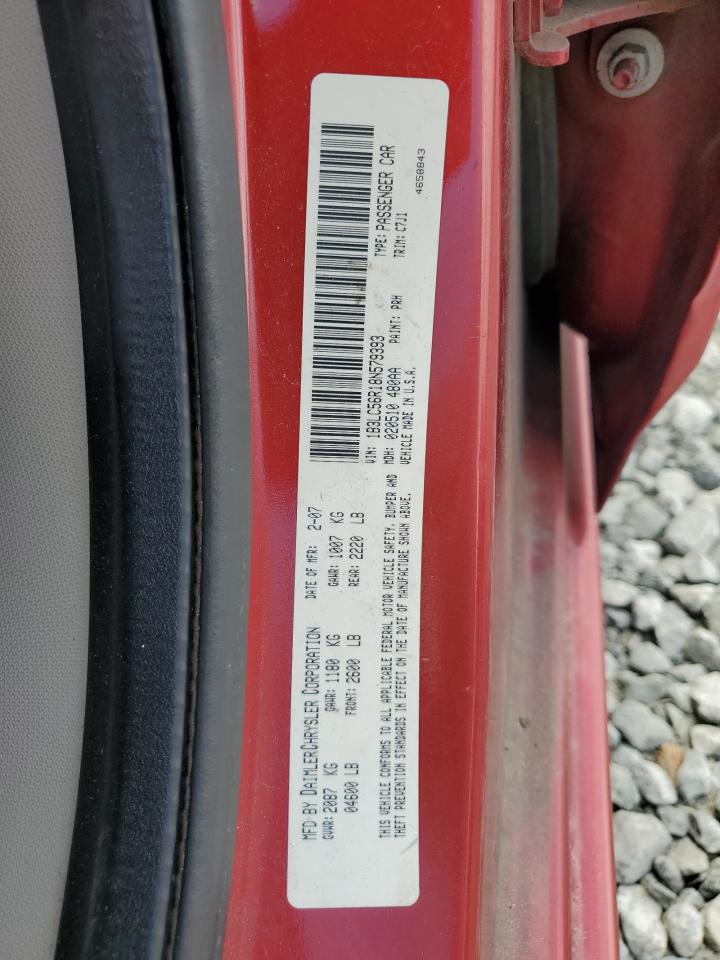 MFD BY DAIMLERCHRYSLER CORPORATION
DATE OF MFR: 2-07
GVWR: 2087 KG
GAWR: 1180 KG
GAWR: 1007 KG
04600 LB
FRONT: 2600 LB
REAR: 2220 LB
THIS VEHICLE CONFORMS TO ALL APPLICABLE FEDERAL MOTOR VEHICLE SAFETY, BUMPER AND
THEFT PREVENTION STANDARDS IN EFFECT ON THE DATE OF MANUFACTURE SHOWN ABOVE.
VIN: 1B3LC56R18N579393
TYPE: PASSENGER CAR
MDH: 020510 480AA
PAINT: PRH
TRIM: C7J1
VEHICLE MADE IN U.S.A.
4658843